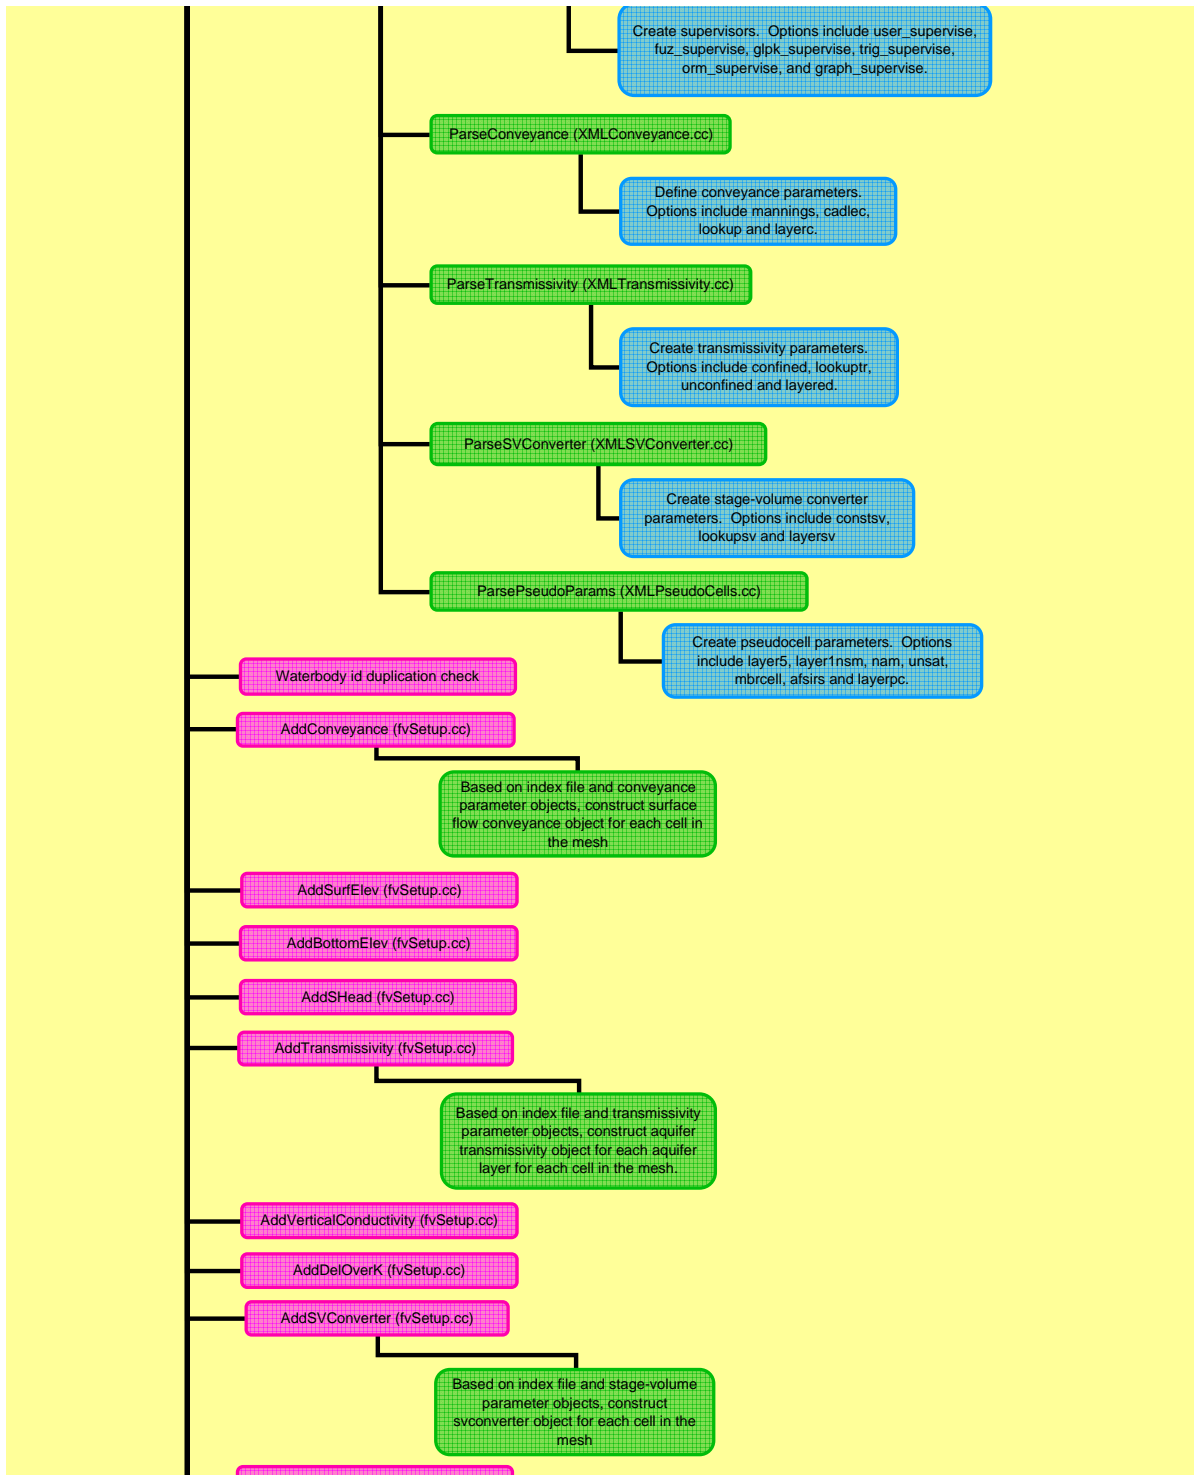 Create supervisors.  Options include user_supervise,
fuz_supervise, glpk_supervise, trig_supervise,
orm_supervise, and graph_supervise.
ParseConveyance (XMLConveyance.cc)
Define conveyance parameters.
Options include mannings, cadlec,
lookup and layerc.
ParseTransmissivity (XMLTransmissivity.cc)
Create transmissivity parameters.
Options include confined, lookuptr,
unconfined and layered.
ParseSVConverter (XMLSVConverter.cc)
Create stage-volume converter
parameters.  Options include constsv,
lookupsv and layersv
ParsePseudoParams (XMLPseudoCells.cc)
Create pseudocell parameters.  Options
include layer5, layer1nsm, nam, unsat,
mbrcell, afsirs and layerpc.
Waterbody id duplication check
AddConveyance (fvSetup.cc)
Based on index file and conveyance
parameter objects, construct surface
flow conveyance object for each cell in
the mesh
AddSurfElev (fvSetup.cc)
AddBottomElev (fvSetup.cc)
AddSHead (fvSetup.cc)
AddTransmissivity (fvSetup.cc)
Based on index file and transmissivity
parameter objects, construct aquifer
transmissivity object for each aquifer
layer for each cell in the mesh.
AddVerticalConductivity (fvSetup.cc)
AddDelOverK (fvSetup.cc)
AddSVConverter (fvSetup.cc)
Based on index file and stage-volume
parameter objects, construct
svconverter object for each cell in the
mesh